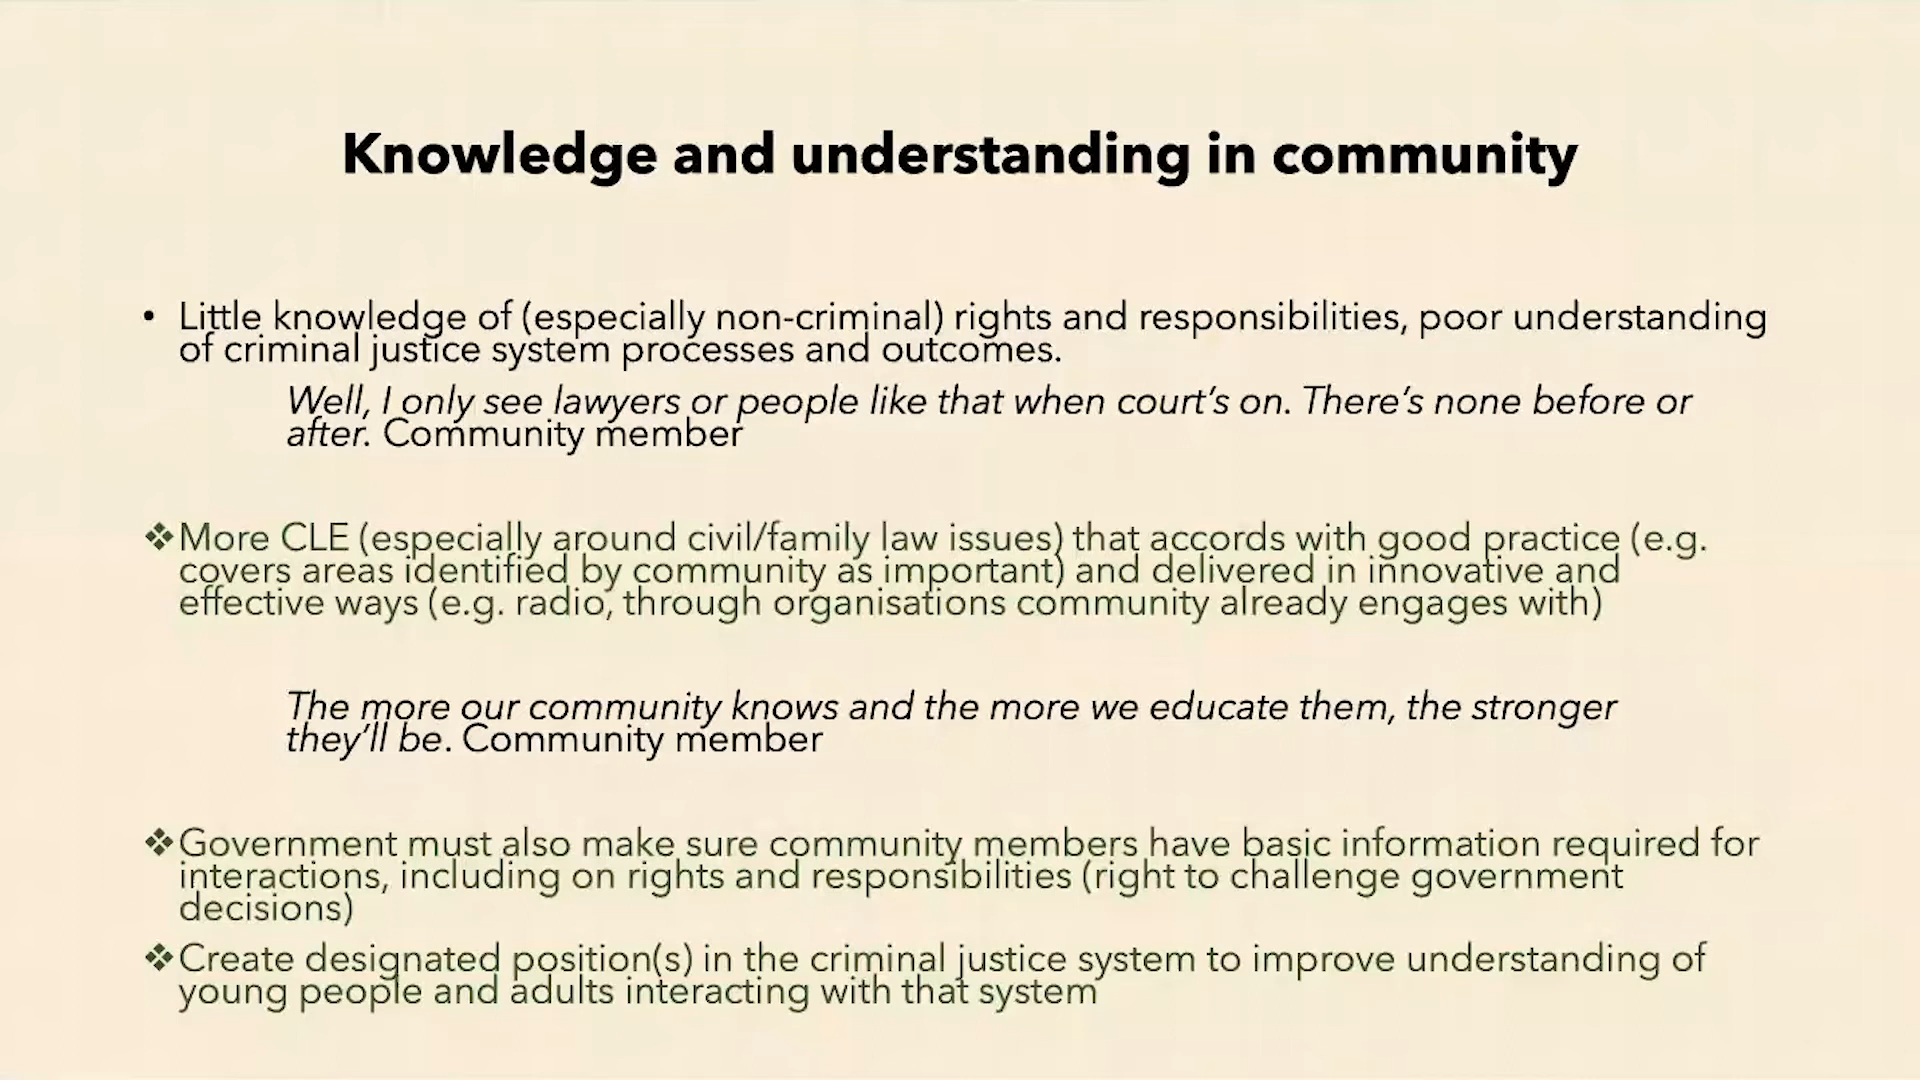 Knowledge and understanding in community
• Little knowledge of (especially non-criminal) rights and responsibilities, poor understanding
of criminal justice system processes and outcomes.
Well, I only see lawyers or people like that when court’s on. There’s none before or
after. Community member
❖More CLE (especially around civil/family law issues) that accords with good practice (e.g.
covers areas identified by community as important) and delivered in innovative and
effective ways (e.g. radio, through organisations community already engages with)
The more our community knows and the more we educate them, the stronger
they’ll be. Community member
❖Government must also make sure community members have basic information required for
interactions, including on rights and responsibilities (right to challenge government
decisions)
❖Create designated position(s) in the criminal justice system to improve understanding of
young people and adults interacting with that system